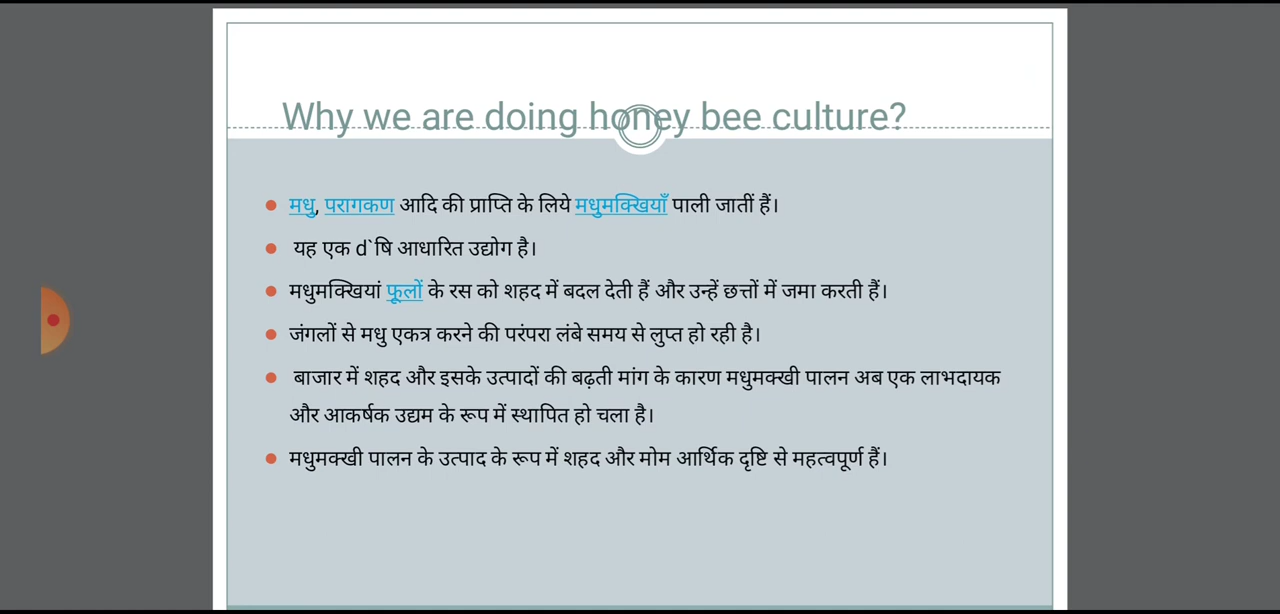 Why we are doing honey bee culture?
मधु, परागकण आदि की प्राप्ति के लिये मधुमक्खियाँ पाली जातीं हैं।
यह एक d`षि आधारित उद्योग है।
मधुमक्खियां फूलों के रस को शहद में बदल देती हैं और उन्हें छत्तों में जमा करती हैं।
जंगलों से मधु एकत्र करने की परंपरा लंबे समय से लुप्त हो रही है।
बाजार में शहद और इसके उत्पादों की बढ़ती मांग के कारण मधुमक्खी पालन अब एक लाभदायक
और आकर्षक उद्यम के रूप में स्थापित हो चला है।
मधुमक्खी पालन के उत्पाद के रूप में शहद और मोम आर्थिक दृष्टि से महत्वपूर्ण हैं।